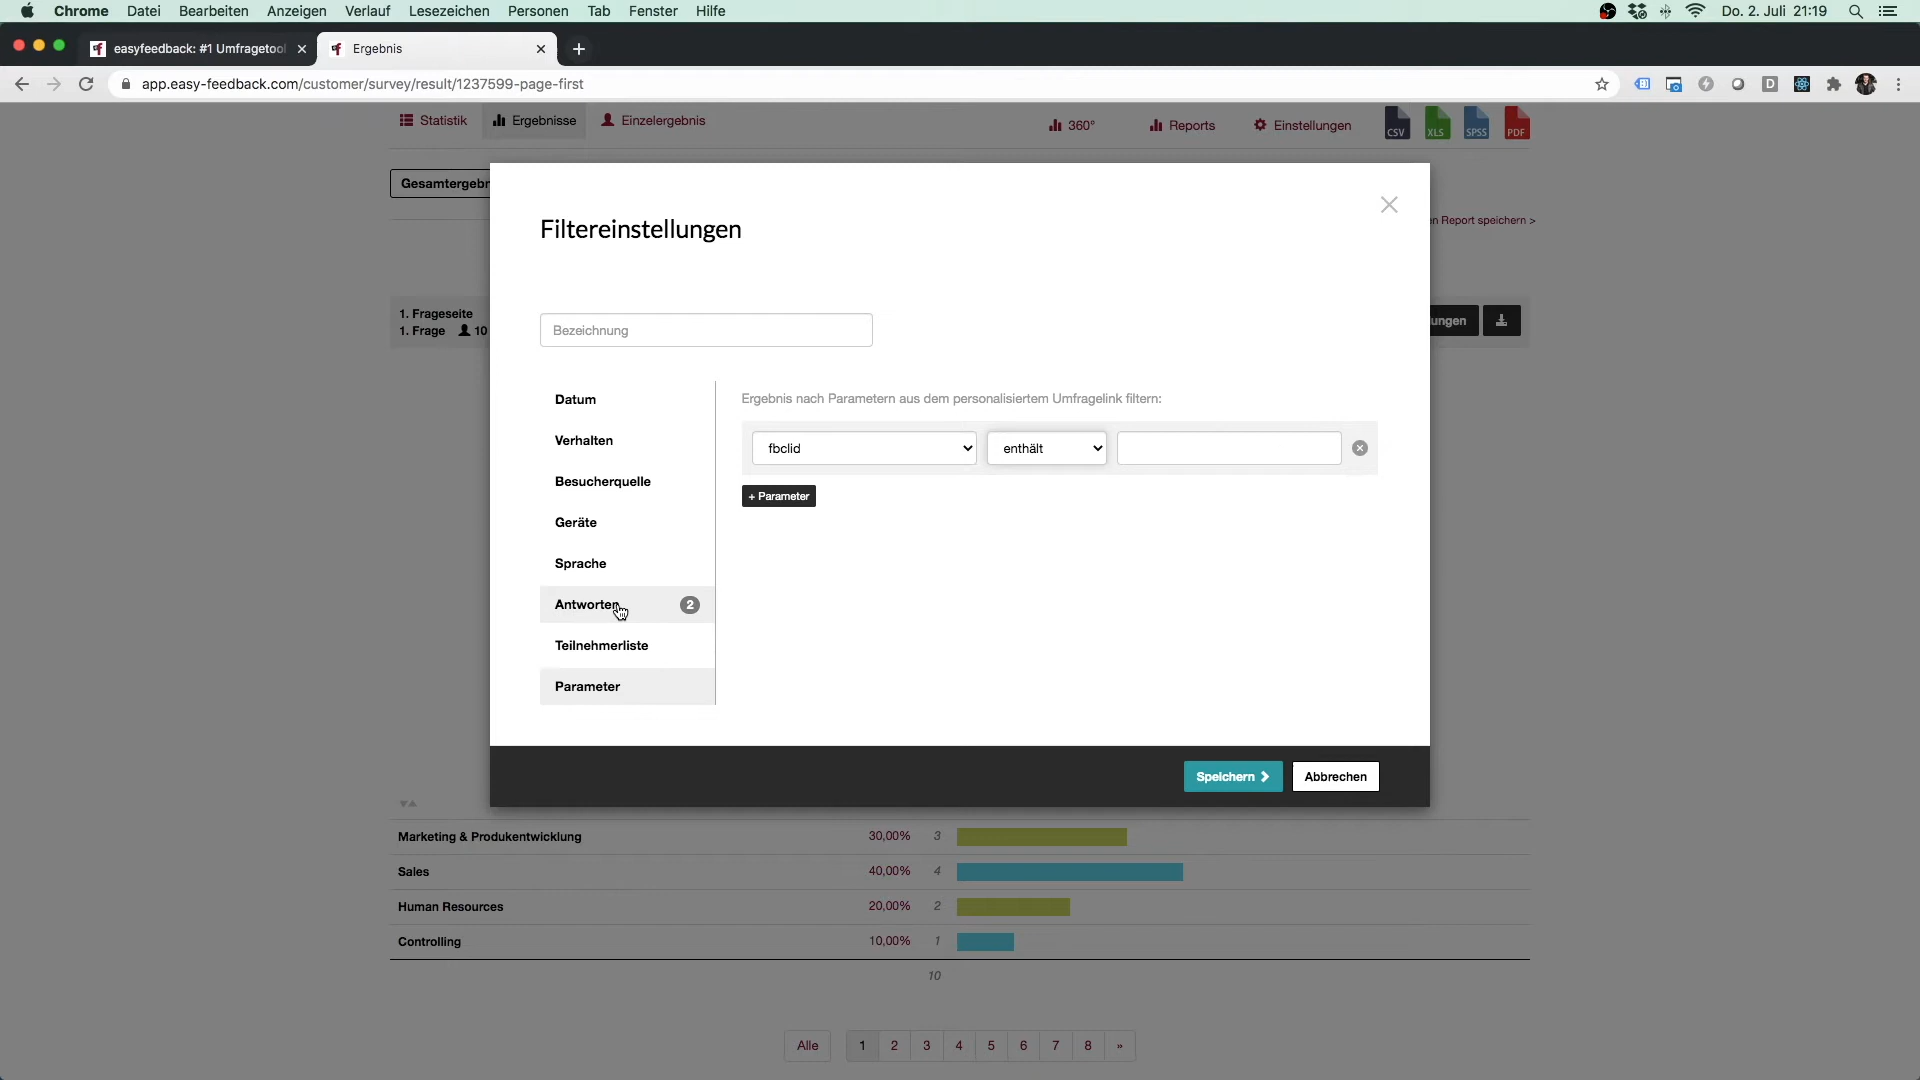 Chrome Datei Bearbeiten Anzeigen Verlauf Lesezeichen Personen Tab Fenster Hilfe Do. 2. Juli 21:19
easyfeedback: #1 Umfragetool
Ergebnis
app.easy-feedback.com/customer/survey/result/1237599-page-first
Statistik Ergebnisse Einzelergebnis 360° Reports Einstellungen CSV XLS SPSS PDF
Gesamtergebn
n Report speichern >
Filtereinstellungen
1. Frageseite
1. Frage 10
ungen
Bezeichnung
Datum
Verhalten
Besucherquelle
Geräte
Sprache
Antworten 2
Teilnehmerliste
Parameter
Ergebnis nach Parametern aus dem personalisiertem Umfragelink filtern:
fbclid enthält
+ Parameter
Speichern Abbrechen
Marketing & Produkentwicklung 30,00% 3
Sales 40,00% 4
Human Resources 20,00% 2
Controlling 10,00% 1
10
Alle 1 2 3 4 5 6 7 8 »